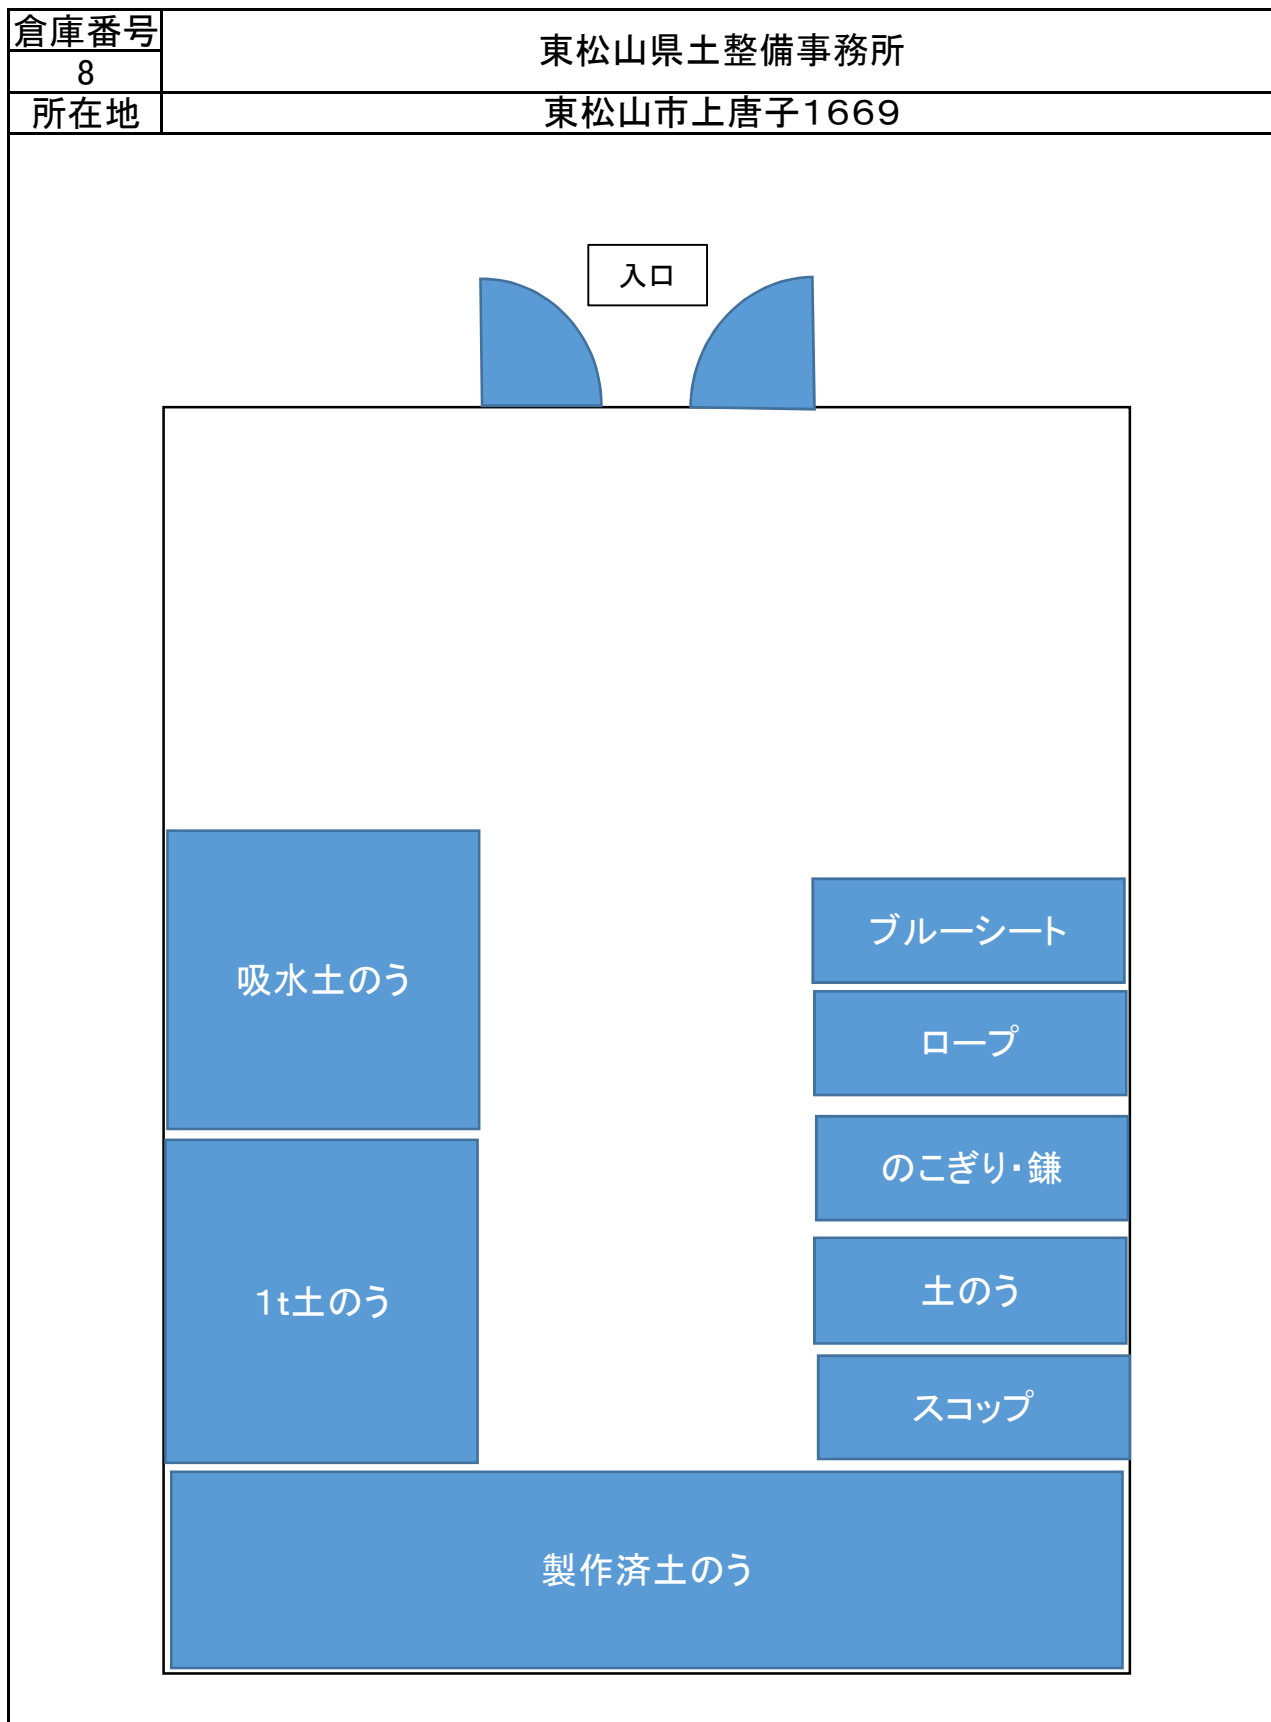 倉庫番号
8
東松山県土整備事務所
所在地
東松山市上唐子1669
入口
吸水土のう
1t土のう
ブルーシート
ロープ
のこぎり・鎌
土のう
スコップ
製作済土のう